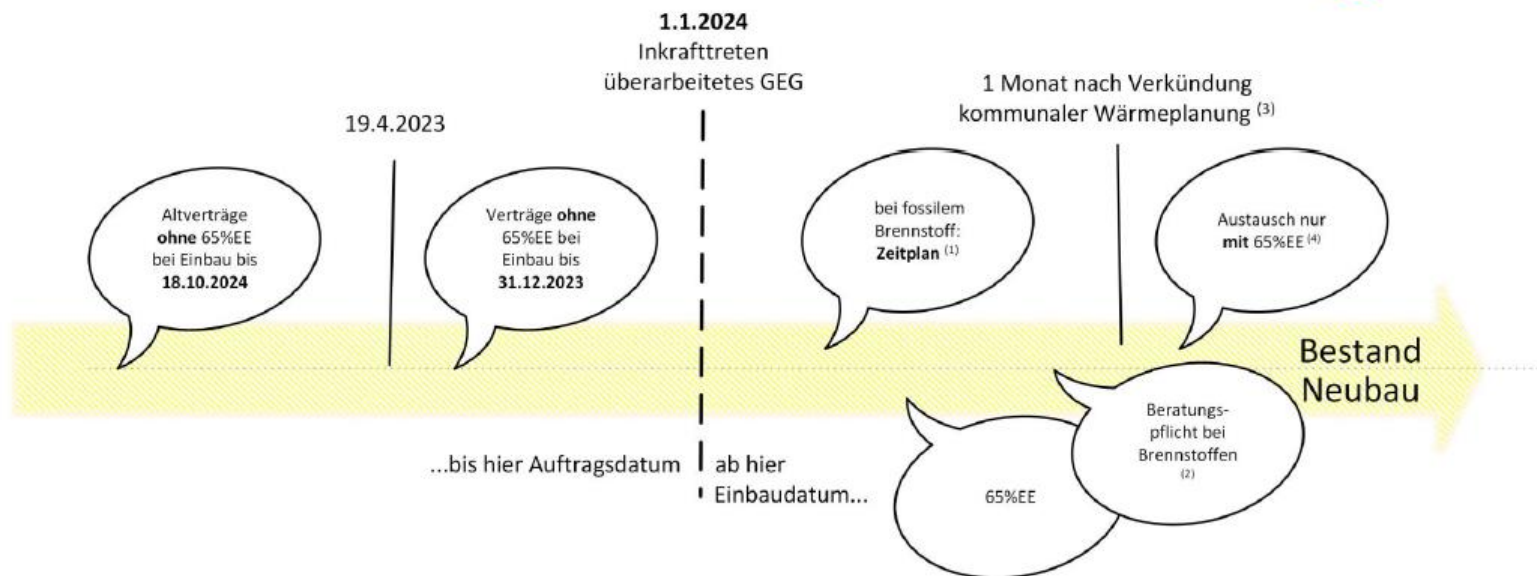 1.1.2024
Inkrafttreten
überarbeitetes GEG
19.4.2023
1 Monat nach Verkündung
kommunaler Wärmeplanung (3)
Altverträge
ohne 65%EE
bei Einbau bis
18.10.2024
Verträge ohne
65%EE bei
Einbau bis
31.12.2023
bei fossilem
Brennstoff:
Zeitplan (1)
Austausch nur
mit 65%EE (4)
Bestand
Neubau
Beratungs-
pflicht bei
Brennstoffen
(2)
65%EE
...bis hier Auftragsdatum
ab hier
Einbaudatum...